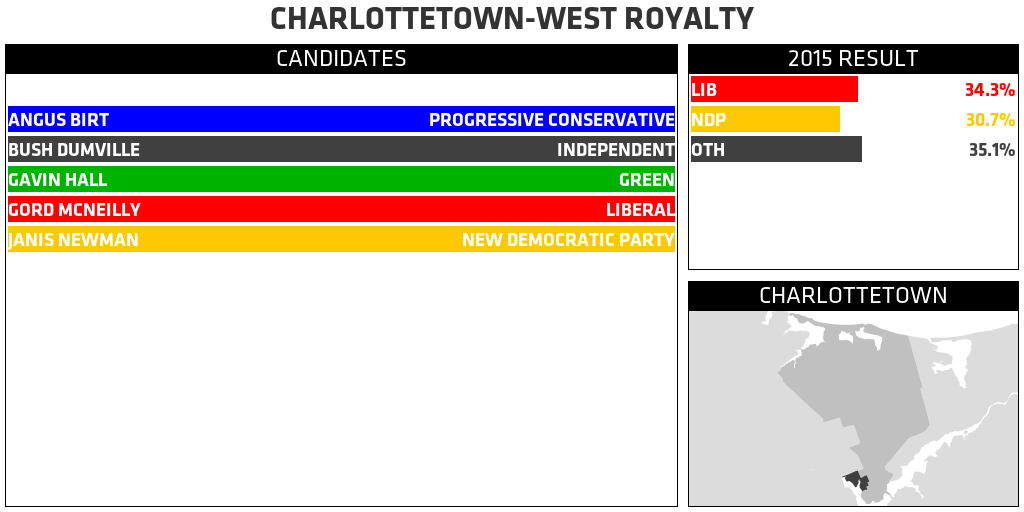 CHARLOTTETOWN-WEST ROYALTY
CANDIDATES
ANGUS BIRT PROGRESSIVE CONSERVATIVE
BUSH DUMVILLE INDEPENDENT
GAVIN HALL GREEN
GORD MCNEILLY LIBERAL
JANIS NEWMAN NEW DEMOCRATIC PARTY
2015 RESULT
LIB 34.3%
NDP 30.7%
OTH 35.1%
CHARLOTTETOWN